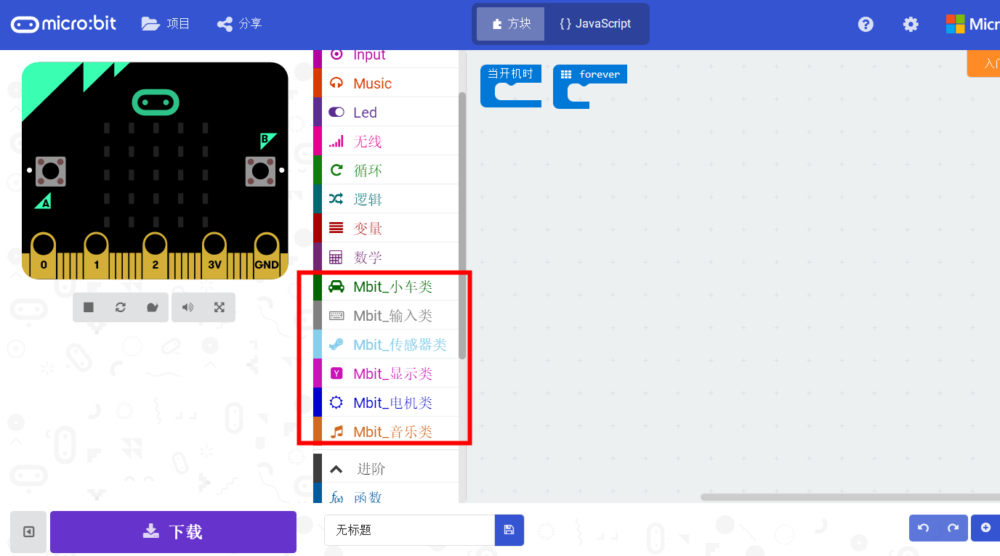 micro:bit 项目 分享 方块 {} JavaScript ? Micr
入门
Input
Music
Led
无线
循环
逻辑
变量
数学
Mbit_小车类
Mbit_输入类
Mbit_传感器类
Y Mbit_显示类
Mbit_电机类
Mbit_音乐类
进阶
f(x) 函数
当开机时 forever
B
A
0 1 2 3V GND
下载 无标题